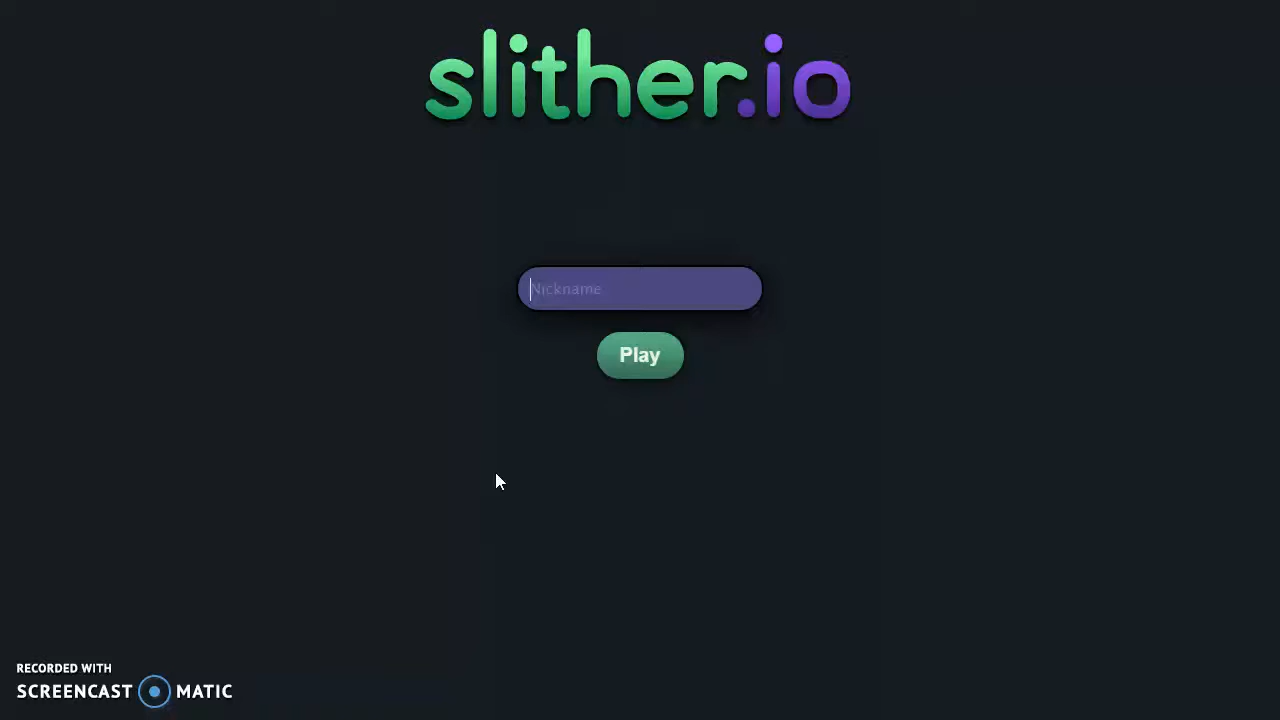 slither.io
Nickname
Play
RECORDED WITH
SCREENCAST MATIC